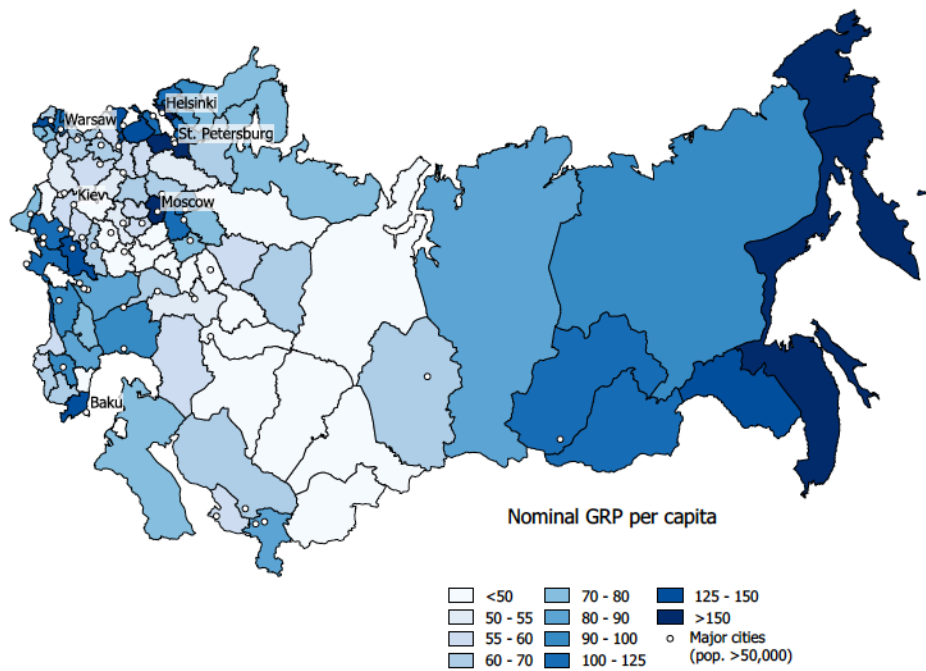 Helsinki
Warsaw
St. Petersburg
Kiev
Moscow
Baku
Nominal GRP per capita
<50 70 - 80 125 - 150
50 - 55 80 - 90 >150
55 - 60 90 - 100 Major cities
60 - 70 100 - 125 (pop. >50,000)